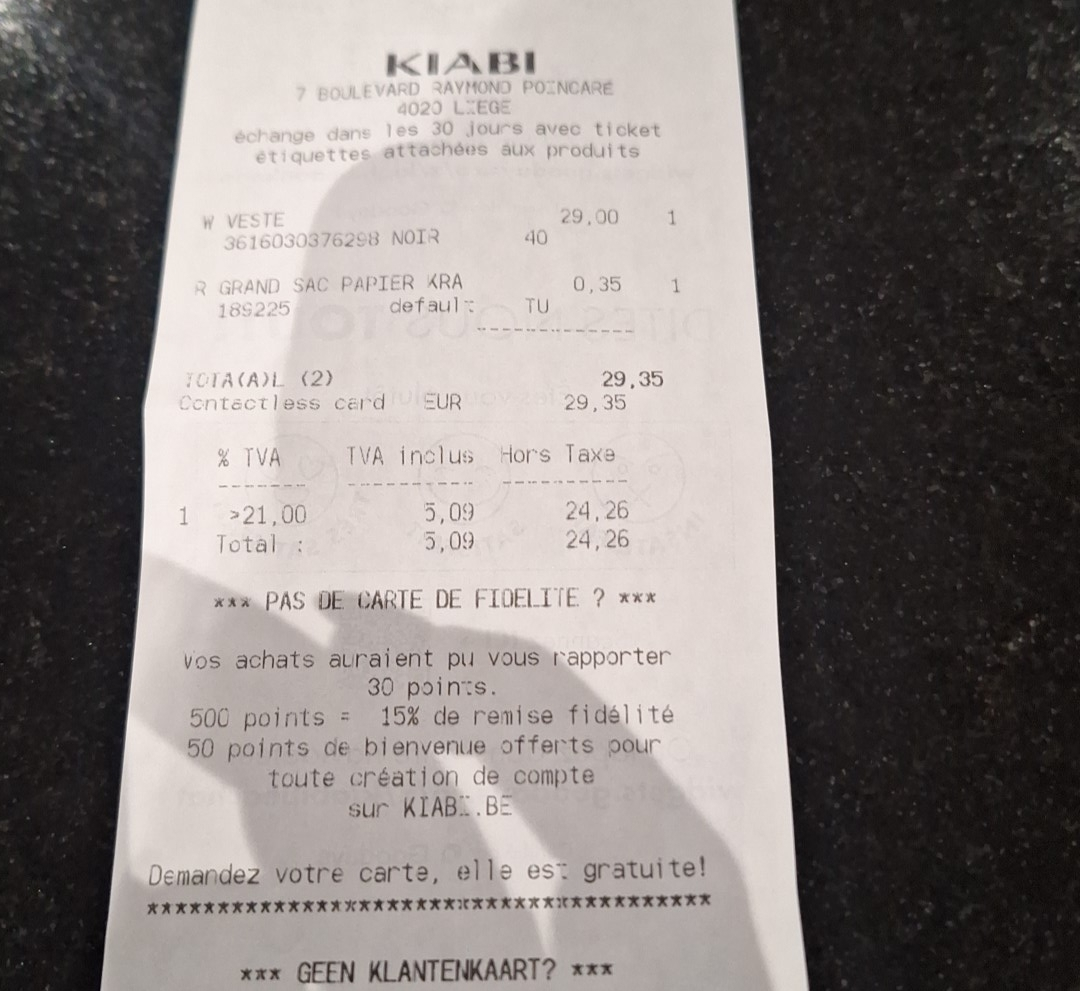 KIABI
7 BOULEVARD RAYMOND POINCARÉ
4020 LIEGE
échange dans les 30 jours avec ticket
étiquettes attachées aux produits
W VESTE 29,00 1
3616030376298 NOIR 40
R GRAND SAC PAPIER KRA 0,35 1
189225 default TU
--------------
TOTA(A)L (2) 29,35
Contactless card EUR 29,35
% TVA TVA inclus Hors Taxe
------- ---------- ----------
1 >21,00 5,09 24,26
Total : 5,09 24,26
*** PAS DE CARTE DE FIDELITE ? ***
Vos achats auraient pu vous rapporter
30 points.
500 points = 15% de remise fidélité
50 points de bienvenue offerts pour
toute création de compte
sur KIABI.BE
Demandez votre carte, elle est gratuite!
****************************************
*** GEEN KLANTENKAART? ***